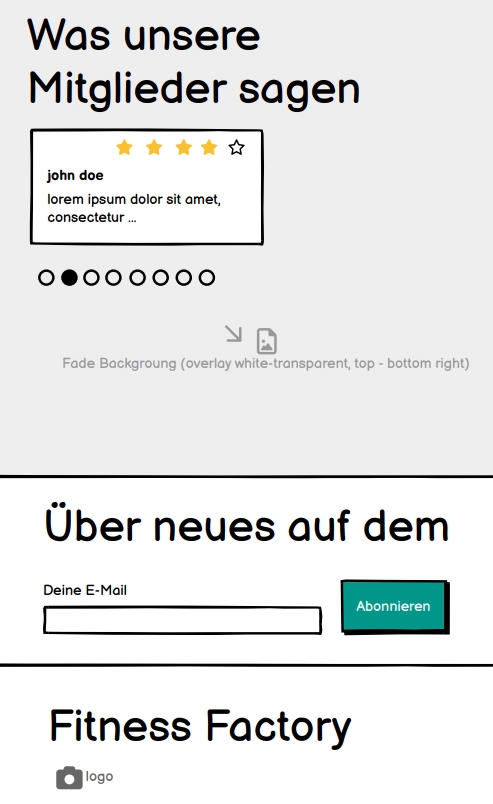 Was unsere
Mitglieder sagen
john doe
lorem ipsum dolor sit amet,
consectetur ...
Fade Backgroung (overlay white-transparent, top - bottom right)
Über neues auf dem
Deine E-Mail
Abonnieren
Fitness Factory
logo